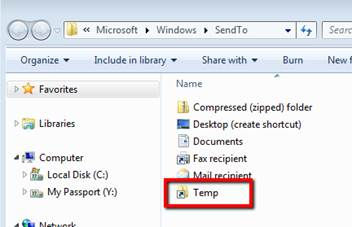 « Microsoft ▸ Windows ▸ SendTo ▸
Organize ▾ Include in library ▾ Share with ▾ Burn New f
Favorites
Libraries
Computer
Local Disk (C:)
My Passport (Y:)
Network
Name
Compressed (zipped) folder
Desktop (create shortcut)
Documents
Fax recipient
Mail recipient
Temp